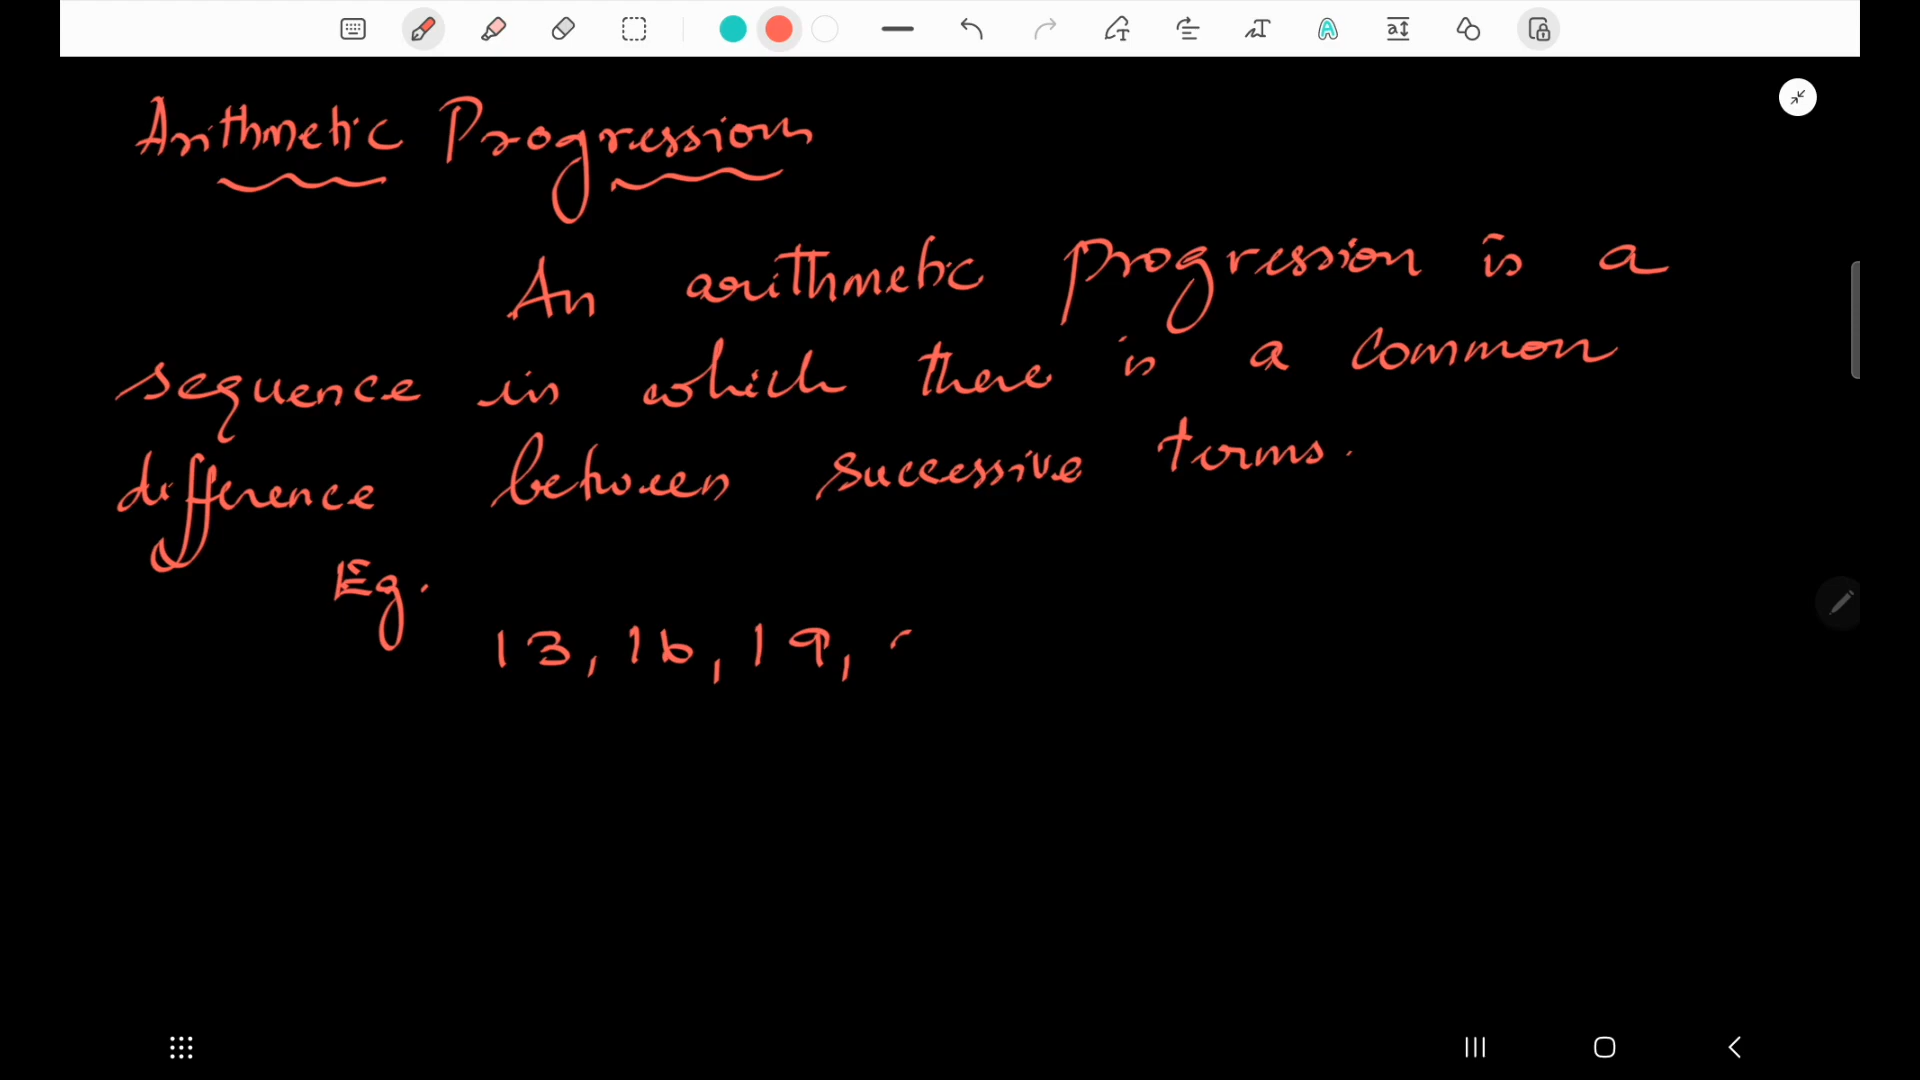 Arithmetic Progression
An arithmetic progression is a
sequence in which there is a common
difference between successive terms.
Eg.
13, 16, 19,